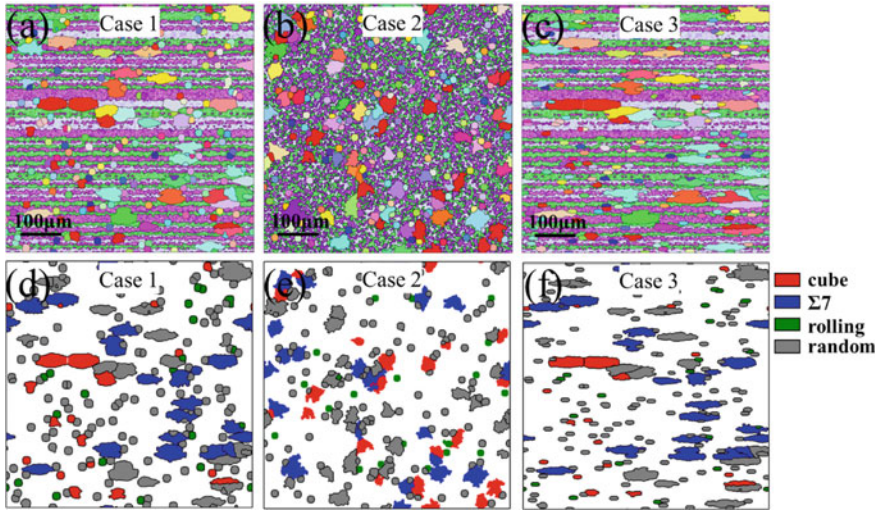 (a) Case 1
(b) Case 2
(c) Case 3
100μm
100μm
100μm
(d) Case 1
(e) Case 2
(f) Case 3
cube
Σ7
rolling
random